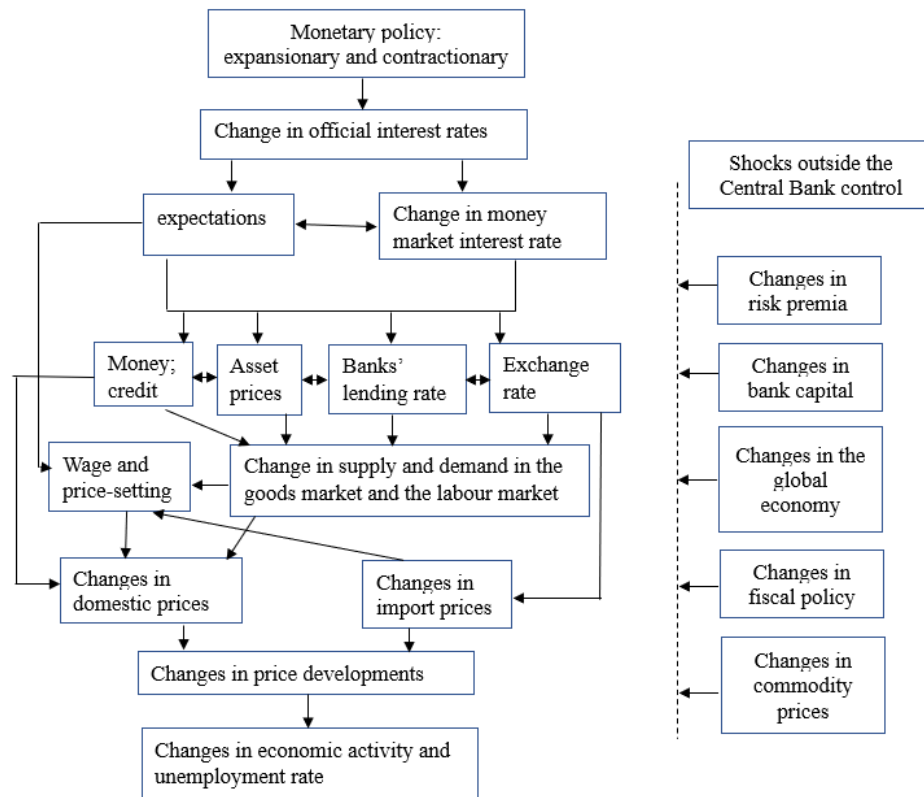 Monetary policy:
expansionary and contractionary
Change in official interest rates
Shocks outside the
Central Bank control
expectations
Change in money
market interest rate
Changes in
risk premia
Money;
credit
Asset
prices
Banks'
lending rate
Exchange
rate
Changes in
bank capital
Wage and
price-setting
Change in supply and demand in the
goods market and the labour market
Changes in the
global
economy
Changes in
domestic prices
Changes in
import prices
Changes in
fiscal policy
Changes in price developments
Changes in
commodity
prices
Changes in economic activity and
unemployment rate